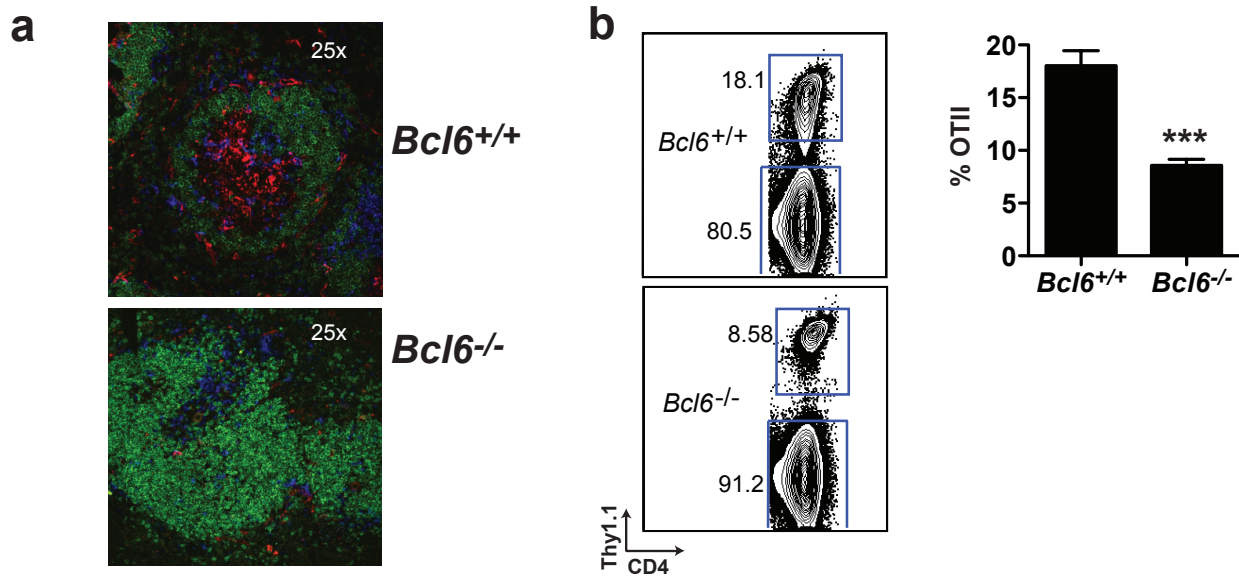 a
25x
Bcl6+/+
25x
Bcl6-/-
b
18.1
Bcl6+/+
80.5
8.58
Bcl6-/-
91.2
Thy1.1
CD4
% OTII
20
15
10
5
0
***
Bcl6+/+ Bcl6-/-